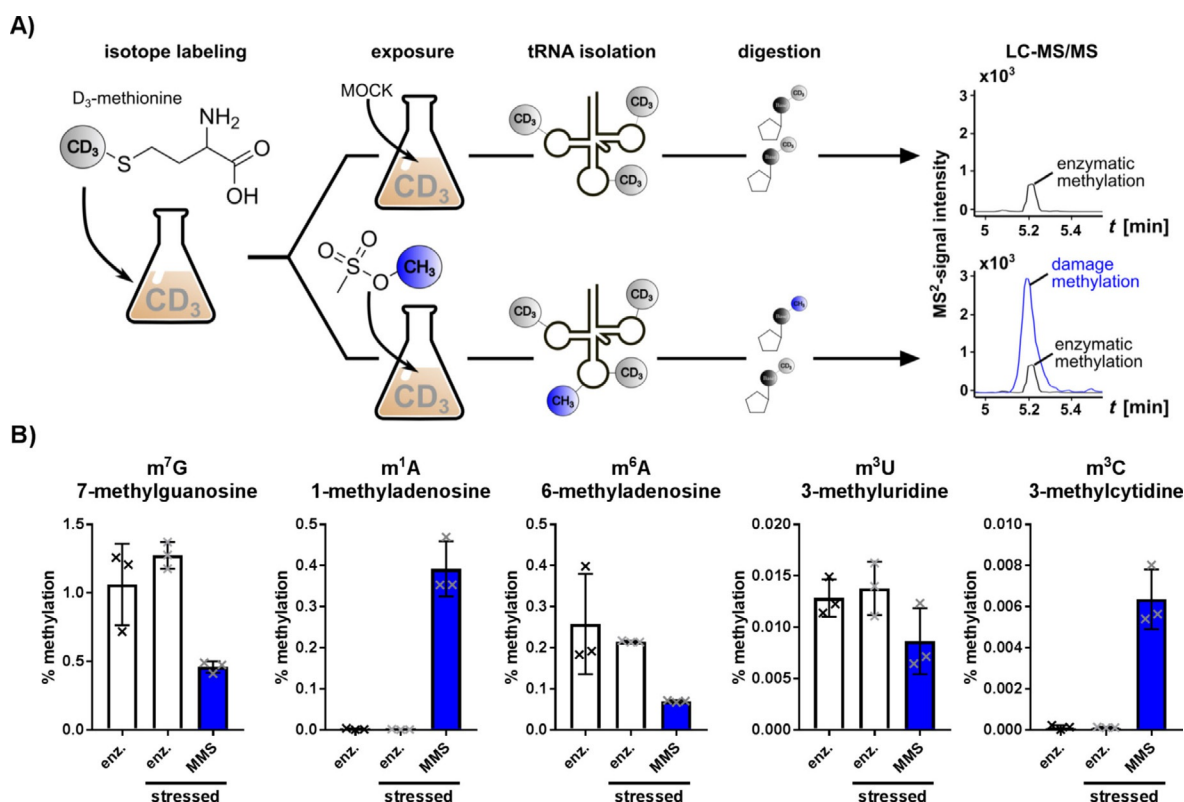 A)
isotope labeling
exposure
tRNA isolation
digestion
LC-MS/MS
D3-methionine
CD3
S
NH2
O
OH
CD3
MOCK
CD3
CD3
CD3
CD3
CD3
CD3
MS2-signal intensity
x10³
3
2
1
0
enzymatic
methylation
5 5.2 5.4 t [min]
O
O
S
O
CH3
CD3
CD3
CD3
CD3
CH3
CH3
CD3
x10³
3
2
1
0
damage
methylation
enzymatic
methylation
5 5.2 5.4 t [min]
B)
m⁷G
7-methylguanosine
% methylation
1.5
1.0
0.5
0.0
enz.
enz.
MMS
stressed
m¹A
1-methyladenosine
% methylation
0.5
0.4
0.3
0.2
0.1
0.0
enz.
enz.
MMS
stressed
m⁶A
6-methyladenosine
% methylation
0.5
0.4
0.3
0.2
0.1
0.0
enz.
enz.
MMS
stressed
m³U
3-methyluridine
% methylation
0.020
0.015
0.010
0.005
0.000
enz.
enz.
MMS
stressed
m³C
3-methylcytidine
% methylation
0.010
0.008
0.006
0.004
0.002
0.000
enz.
enz.
MMS
stressed